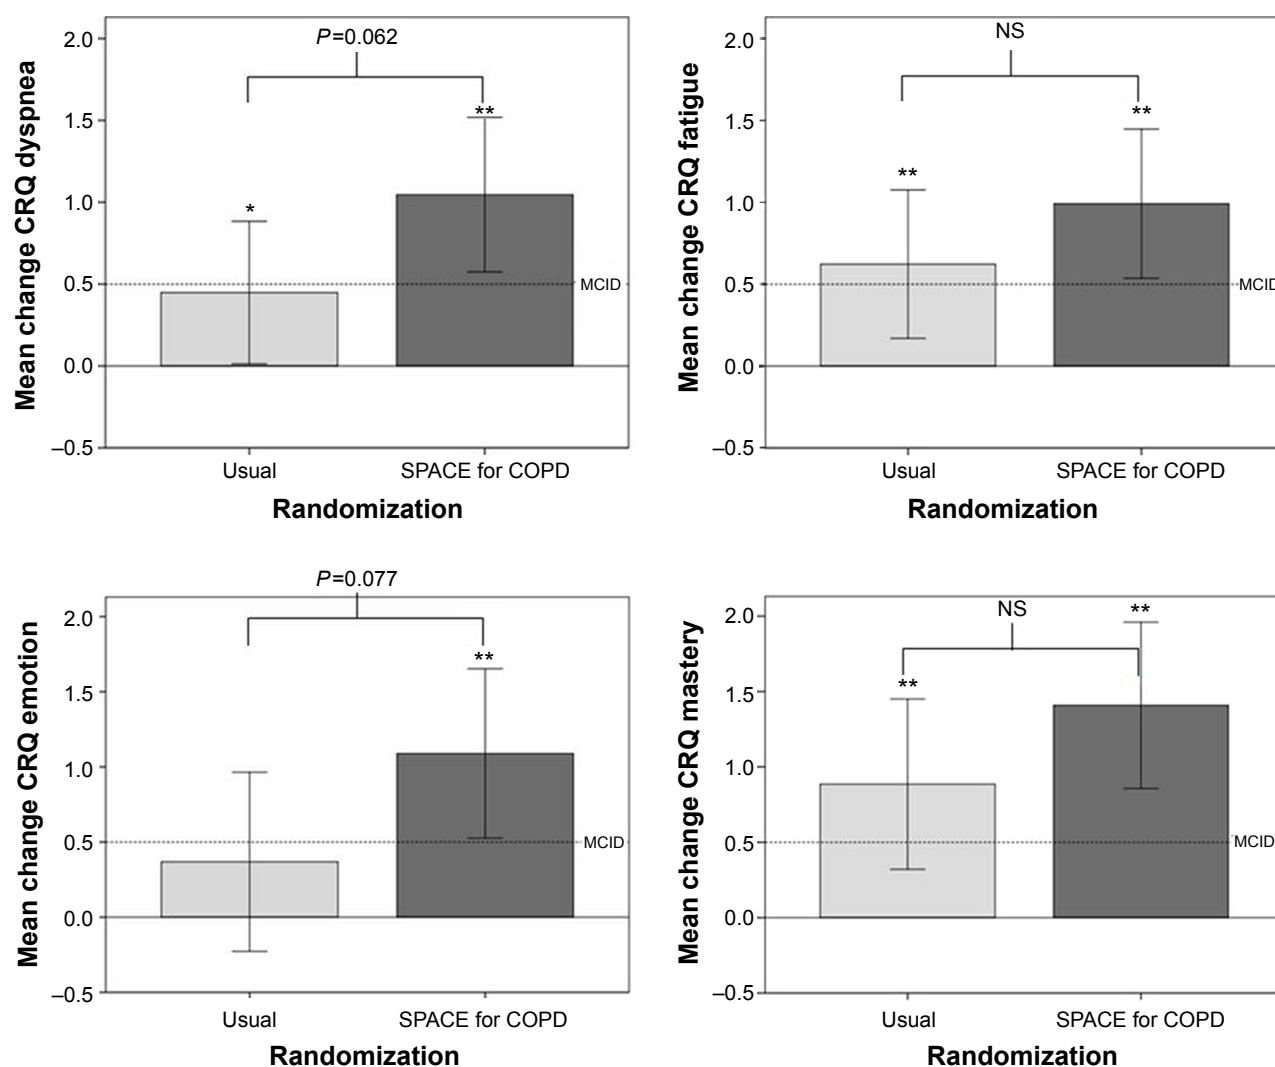 Mean change CRQ dyspnea
2.0
1.5
1.0
0.5
0.0
–0.5
P=0.062
*
**
MCID
Usual
SPACE for COPD
Randomization
Mean change CRQ fatigue
2.0
1.5
1.0
0.5
0.0
–0.5
NS
**
**
MCID
Usual
SPACE for COPD
Randomization
Mean change CRQ emotion
2.0
1.5
1.0
0.5
0.0
–0.5
P=0.077
**
MCID
Usual
SPACE for COPD
Randomization
Mean change CRQ mastery
2.0
1.5
1.0
0.5
0.0
–0.5
NS
**
**
MCID
Usual
SPACE for COPD
Randomization